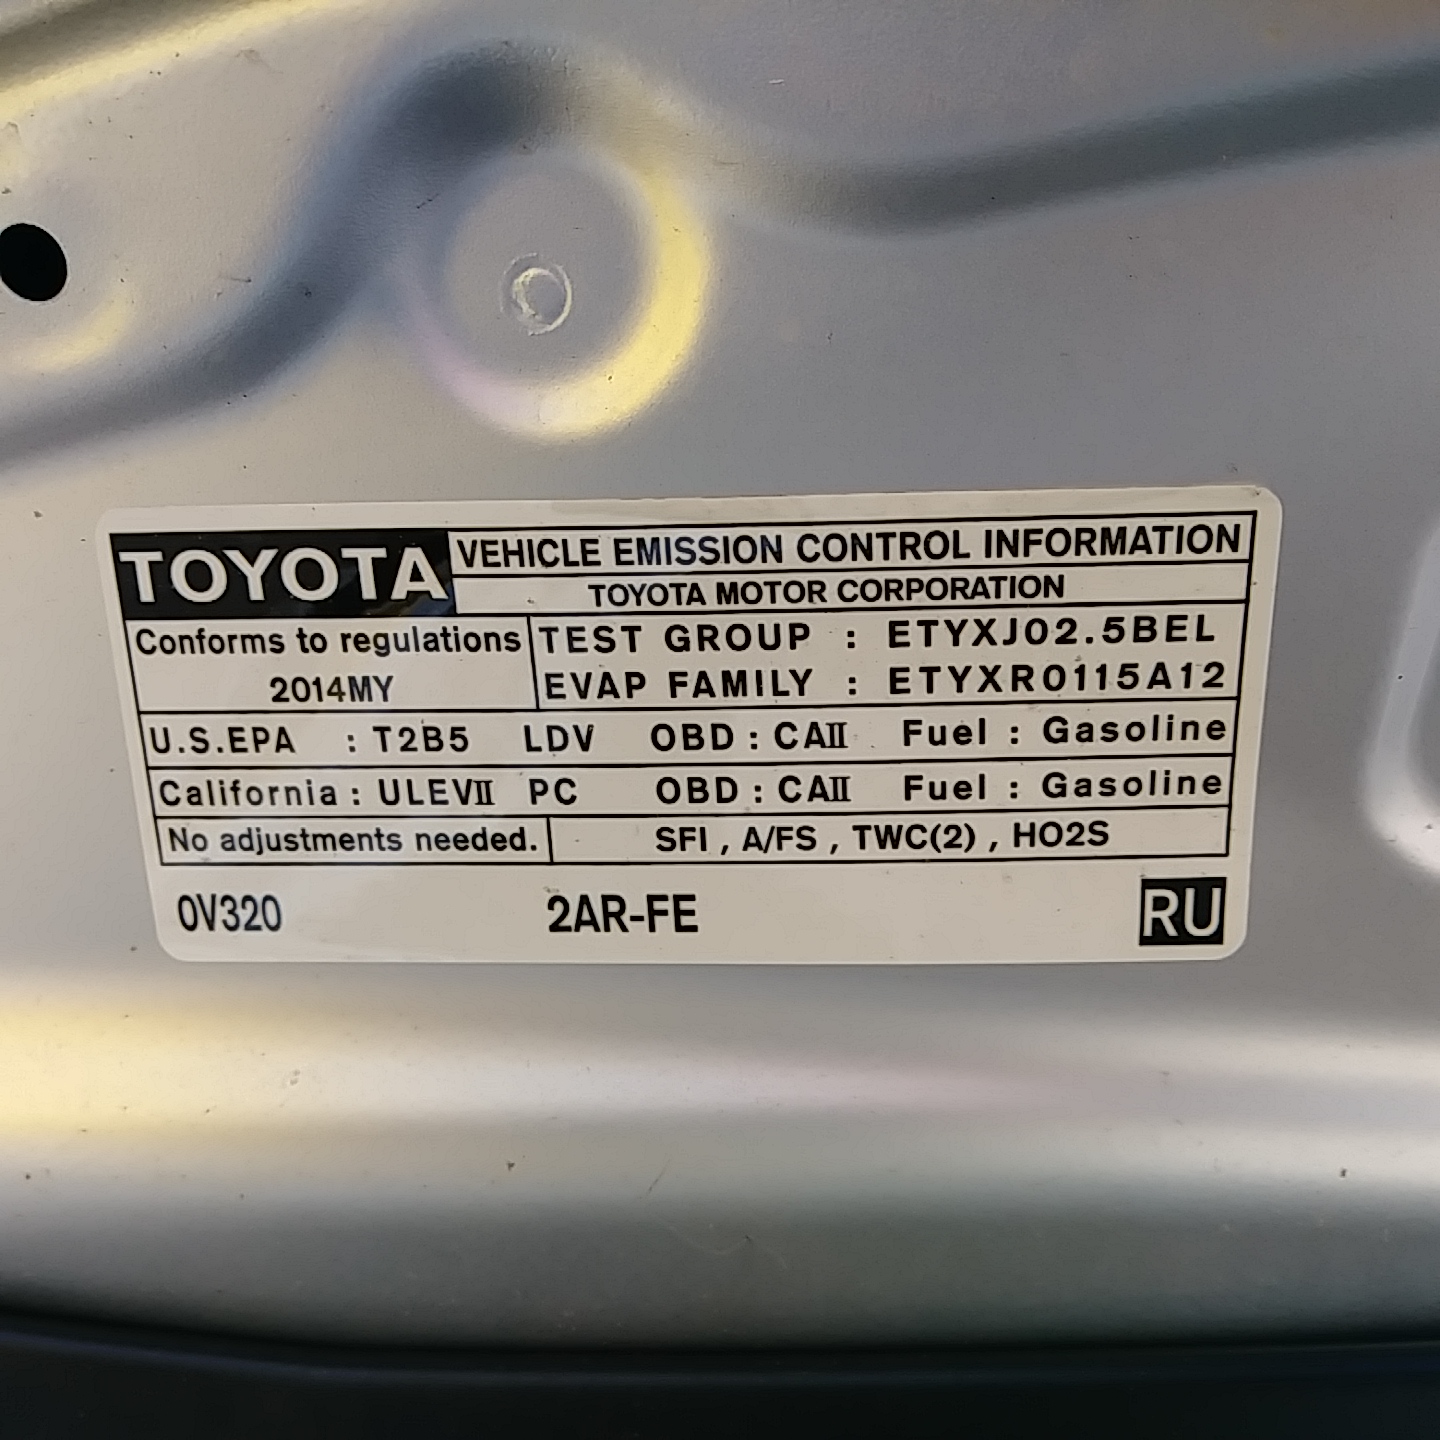 TOYOTA VEHICLE EMISSION CONTROL INFORMATION
TOYOTA MOTOR CORPORATION
Conforms to regulations TEST GROUP : ETYXJ02.5BEL
2014MY EVAP FAMILY : ETYXR0115A12
U.S.EPA : T2B5 LDV OBD : CAII Fuel : Gasoline
California : ULEVII PC OBD : CAII Fuel : Gasoline
No adjustments needed. SFI , A/FS , TWC(2) , HO2S
0V320 2AR-FE RU